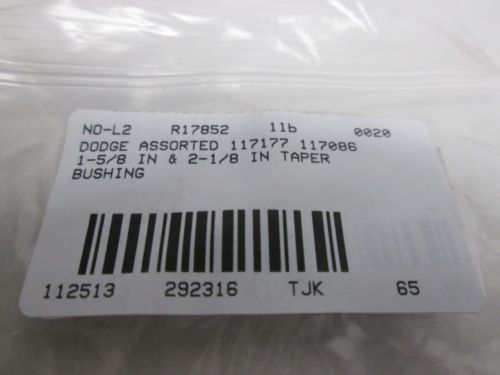 NO-L2 R17852 1lb 0020
DODGE ASSORTED 117177 117086
1-5/8 IN & 2-1/8 IN TAPER
BUSHING
112513 292316 TJK 65